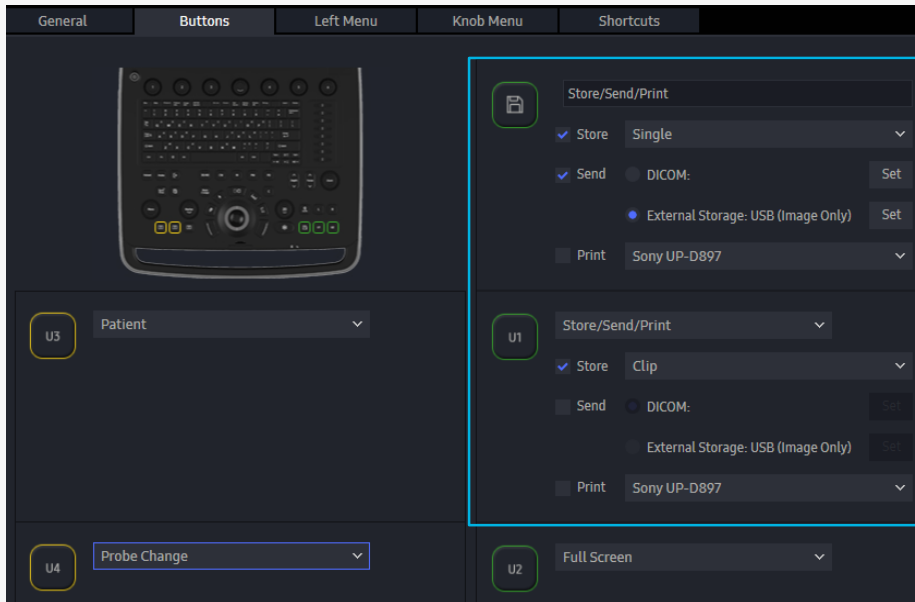 General Buttons Left Menu Knob Menu Shortcuts
Store/Send/Print
Store Single
Send DICOM: Set
External Storage: USB (Image Only) Set
Print Sony UP-D897
U3 Patient
U1 Store/Send/Print
Store Clip
Send DICOM: Set
External Storage: USB (Image Only) Set
Print Sony UP-D897
U4 Probe Change
U2 Full Screen